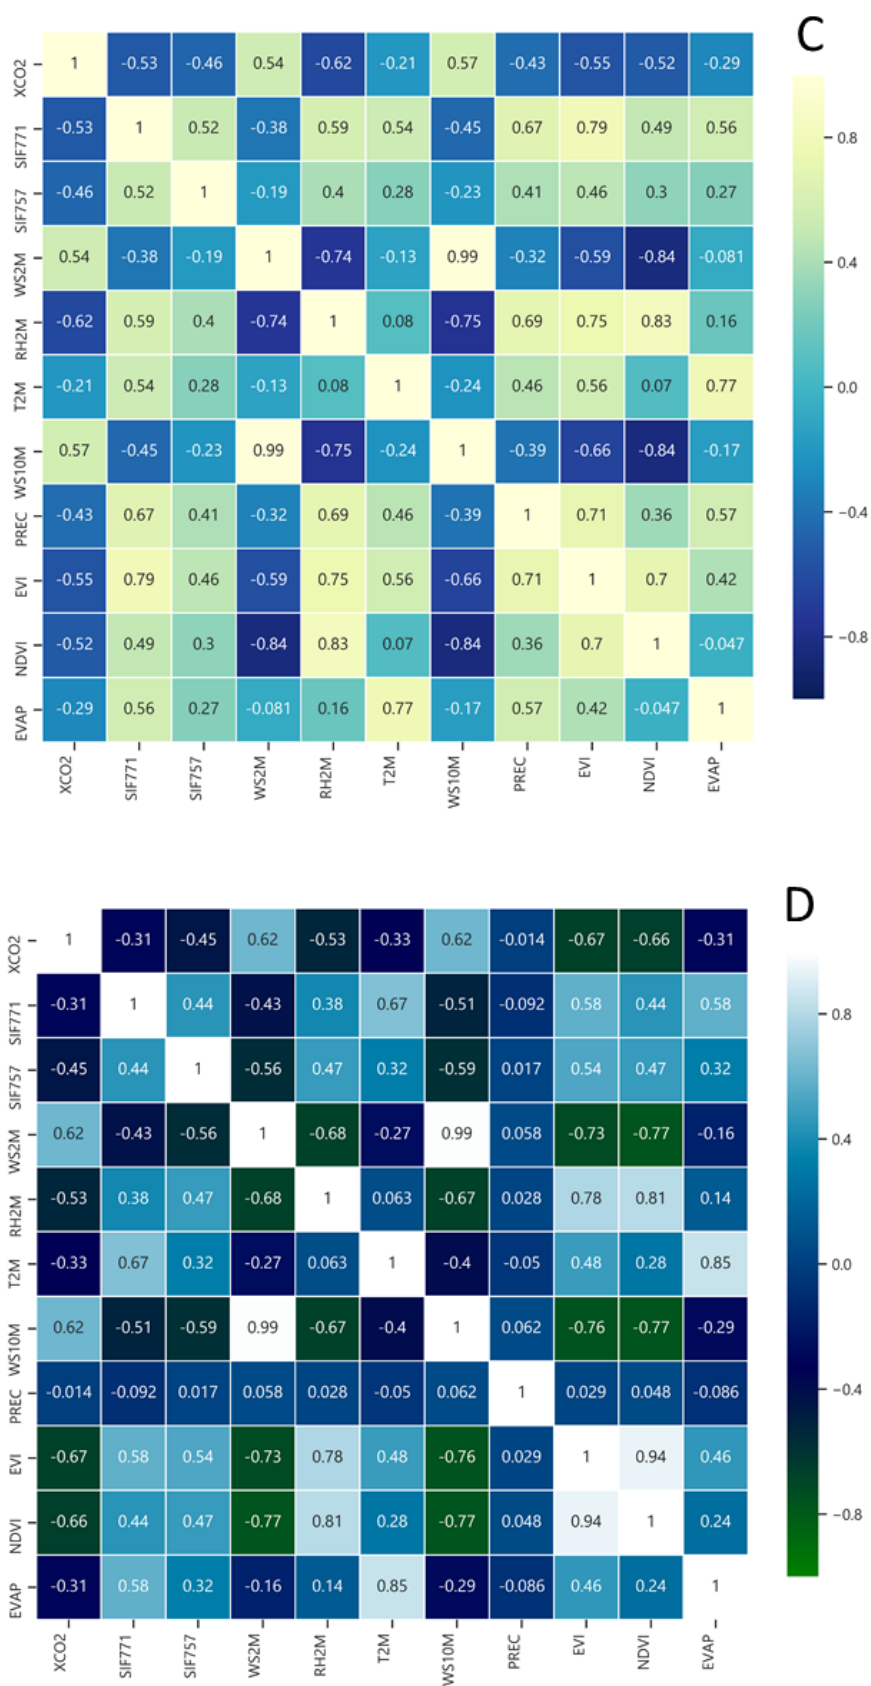 C
XCO2 1 -0.53 -0.46 0.54 -0.62 -0.21 0.57 -0.43 -0.55 -0.52 -0.29
SIF771 -0.53 1 0.52 -0.38 0.59 0.54 -0.45 0.67 0.79 0.49 0.56
SIF757 -0.46 0.52 1 -0.19 0.4 0.28 -0.23 0.41 0.46 0.3 0.27
WS2M 0.54 -0.38 -0.19 1 -0.74 -0.13 0.99 -0.32 -0.59 -0.84 -0.081
RH2M -0.62 0.59 0.4 -0.74 1 0.08 -0.75 0.69 0.75 0.83 0.16
T2M -0.21 0.54 0.28 -0.13 0.08 1 -0.24 0.46 0.56 0.07 0.77
WS10M 0.57 -0.45 -0.23 0.99 -0.75 -0.24 1 -0.39 -0.66 -0.84 -0.17
PREC -0.43 0.67 0.41 -0.32 0.69 0.46 -0.39 1 0.71 0.36 0.57
EVI -0.55 0.79 0.46 -0.59 0.75 0.56 -0.66 0.71 1 0.7 0.42
NDVI -0.52 0.49 0.3 -0.84 0.83 0.07 -0.84 0.36 0.7 1 -0.047
EVAP -0.29 0.56 0.27 -0.081 0.16 0.77 -0.17 0.57 0.42 -0.047 1
XCO2 SIF771 SIF757 WS2M RH2M T2M WS10M PREC EVI NDVI EVAP
0.8
0.4
0.0
−0.4
−0.8
D
XCO2 1 -0.31 -0.45 0.62 -0.53 -0.33 0.62 -0.014 -0.67 -0.66 -0.31
SIF771 -0.31 1 0.44 -0.43 0.38 0.67 -0.51 -0.092 0.58 0.44 0.58
SIF757 -0.45 0.44 1 -0.56 0.47 0.32 -0.59 0.017 0.54 0.47 0.32
WS2M 0.62 -0.43 -0.56 1 -0.68 -0.27 0.99 0.058 -0.73 -0.77 -0.16
RH2M -0.53 0.38 0.47 -0.68 1 0.063 -0.67 0.028 0.78 0.81 0.14
T2M -0.33 0.67 0.32 -0.27 0.063 1 -0.4 -0.05 0.48 0.28 0.85
WS10M 0.62 -0.51 -0.59 0.99 -0.67 -0.4 1 0.062 -0.76 -0.77 -0.29
PREC -0.014 -0.092 0.017 0.058 0.028 -0.05 0.062 1 0.029 0.048 -0.086
EVI -0.67 0.58 0.54 -0.73 0.78 0.48 -0.76 0.029 1 0.94 0.46
NDVI -0.66 0.44 0.47 -0.77 0.81 0.28 -0.77 0.048 0.94 1 0.24
EVAP -0.31 0.58 0.32 -0.16 0.14 0.85 -0.29 -0.086 0.46 0.24 1
XCO2 SIF771 SIF757 WS2M RH2M T2M WS10M PREC EVI NDVI EVAP
0.8
0.4
0.0
−0.4
−0.8